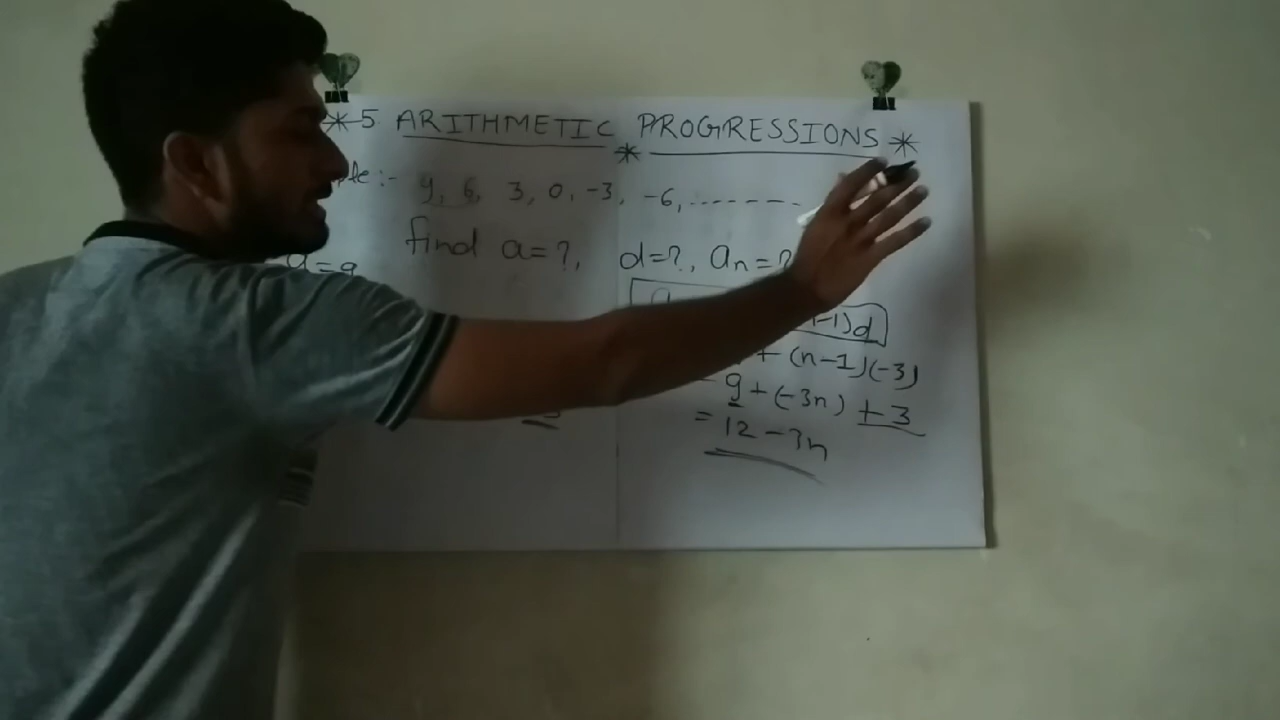 * 5 ARITHMETIC PROGRESSIONS *
*
ple:- 9, 6, 3, 0, -3, -6,-------
find a=?, d=?, an=?
a=9
-1)d
+ (n-1)(-3)
9+(-3n) +3
= 12-3n